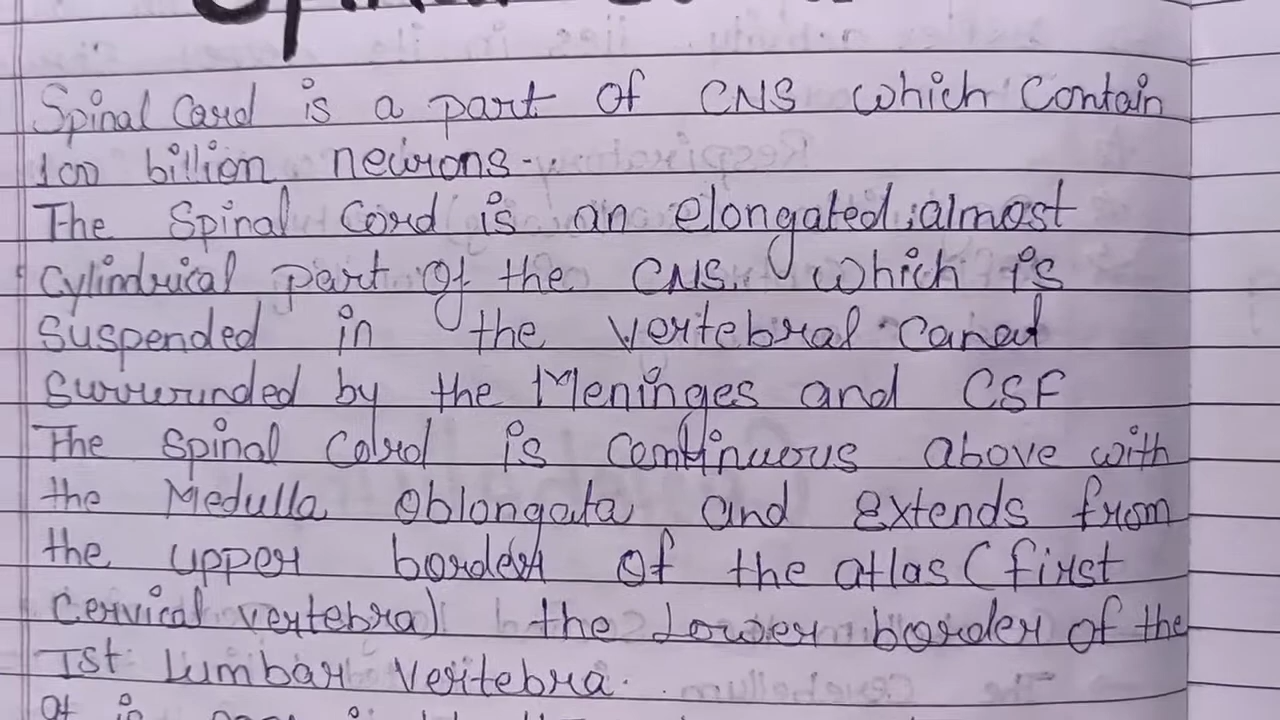 Spinal Cord
Spinal Cord is a part of CNS which contain
100 billion neurons.
The Spinal Cord is an elongated, almost
cylindrical part of the CNS, which is
suspended in the vertebral canal
surrounded by the Meninges and CSF
The spinal cord is continuous above with
the Medulla oblongata and extends from
the upper border of the atlas (first
cervical vertebra) the lower border of the
Ist lumbar vertebra.